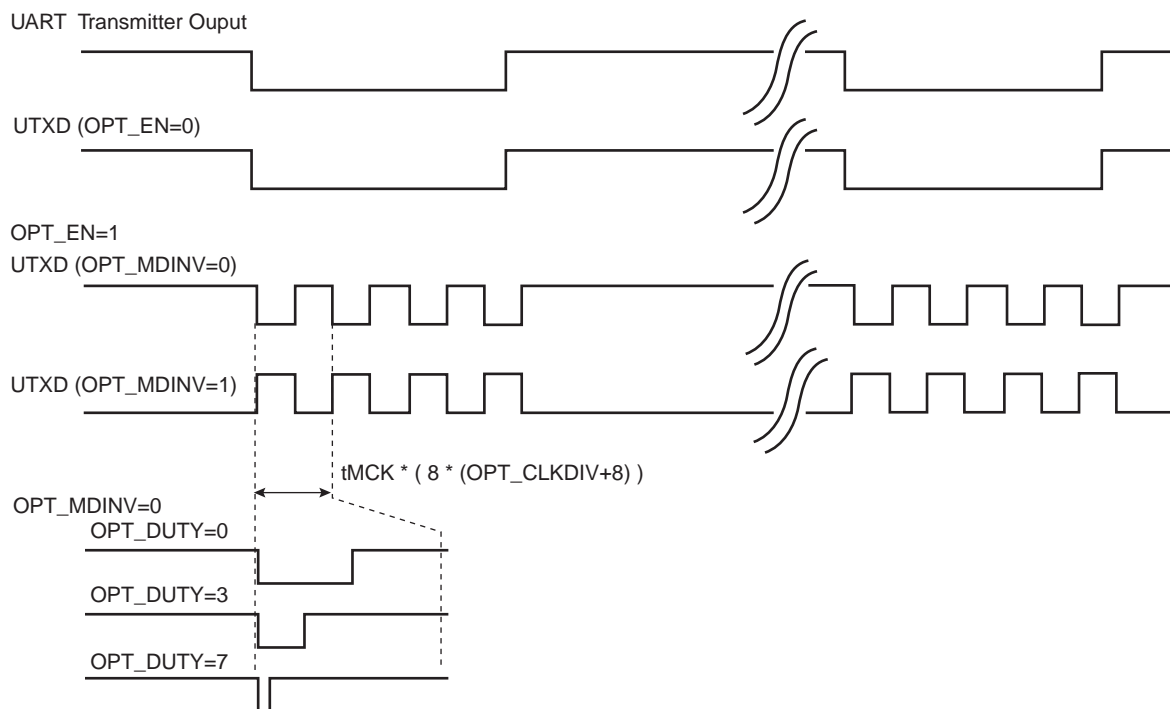 UART Transmitter Ouput
UTXD (OPT_EN=0)
OPT_EN=1
UTXD (OPT_MDINV=0)
UTXD (OPT_MDINV=1)
tMCK * ( 8 * (OPT_CLKDIV+8) )
OPT_MDINV=0
OPT_DUTY=0
OPT_DUTY=3
OPT_DUTY=7